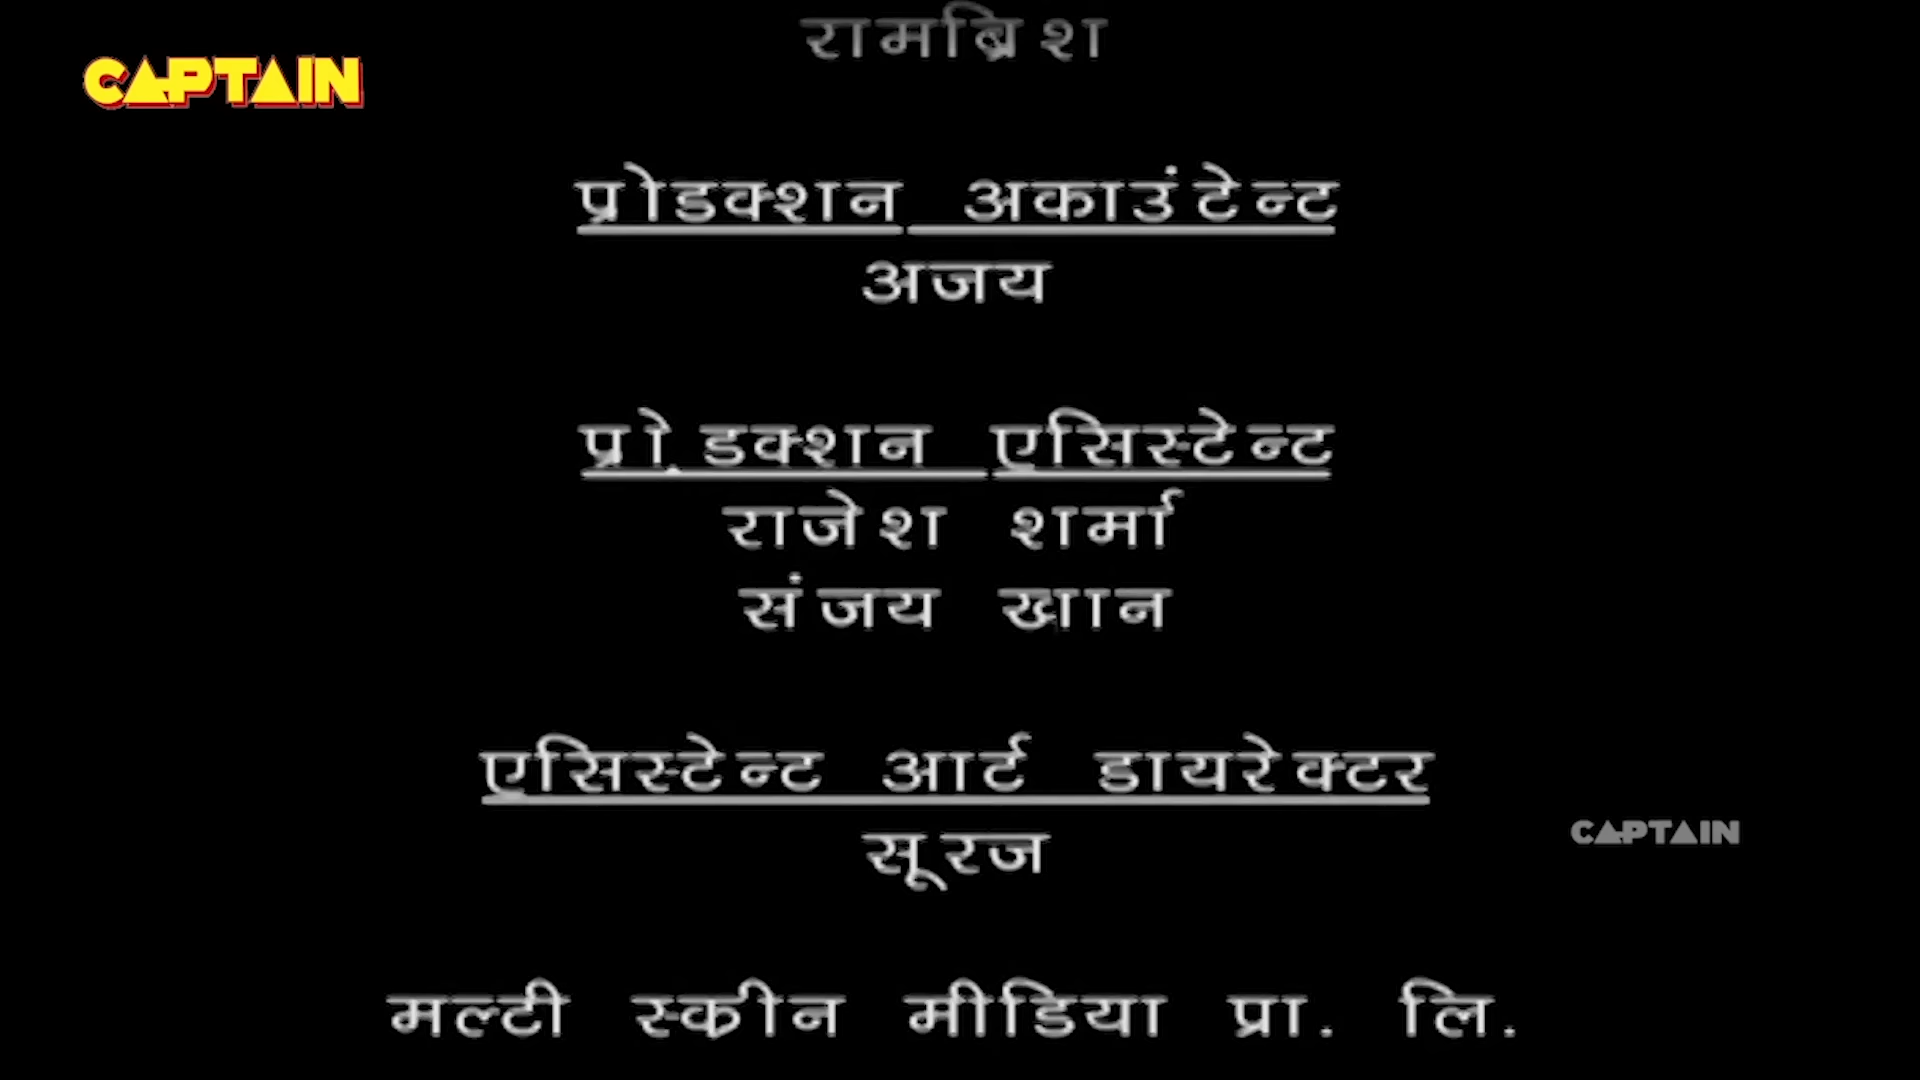 रामब्रिश
CAPTAIN
प्रोडक्शन अकाउंटेन्ट
अजय
प्रो़डक्शन एसिस्टेन्ट
राजेश शर्मा
संजय खान
एसिस्टेन्ट आर्ट डायरेक्टर
CAPTAIN
सूरज
मल्टी स्क्रीन मीडिया प्रा. लि.